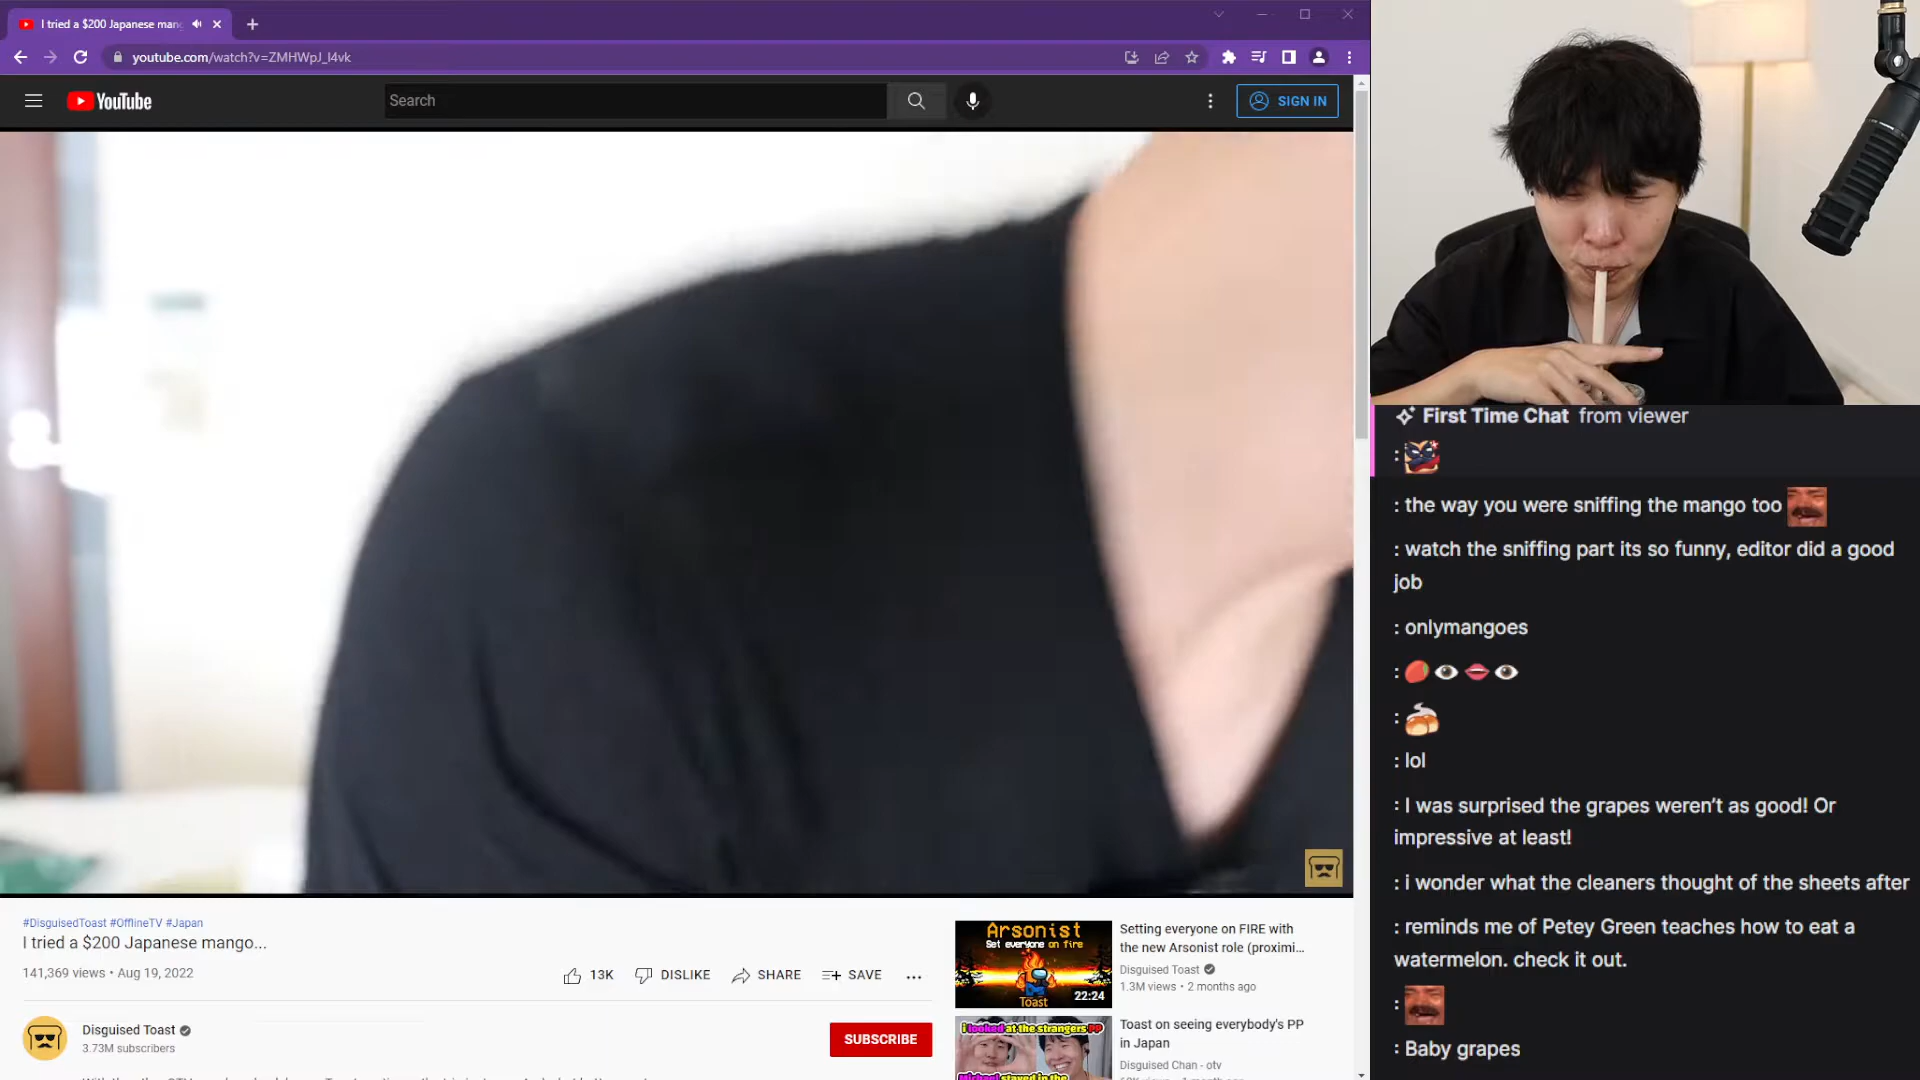 I tried a $200 Japanese man
youtube.com/watch?v=ZMHWpJ_I4vk
YouTube
Search
SIGN IN
#DisguisedToast #OfflineTV #Japan
I tried a $200 Japanese mango...
141,369 views • Aug 19, 2022
13K
DISLIKE
SHARE
SAVE
Disguised Toast
3.73M subscribers
SUBSCRIBE
Arsonist
Set everyone on fire
Toast
22:24
Setting everyone on FIRE with
the new Arsonist role (proximi...
Disguised Toast
1.3M views • 2 months ago
i looked at the strangers PP
Toast on seeing everybody's PP
in Japan
Disguised Chan - otv
First Time Chat from viewer
:
: the way you were sniffing the mango too
: watch the sniffing part its so funny, editor did a good
job
: onlymangoes
:
:
: lol
: I was surprised the grapes weren't as good! Or
impressive at least!
: i wonder what the cleaners thought of the sheets after
: reminds me of Petey Green teaches how to eat a
watermelon. check it out.
:
: Baby grapes